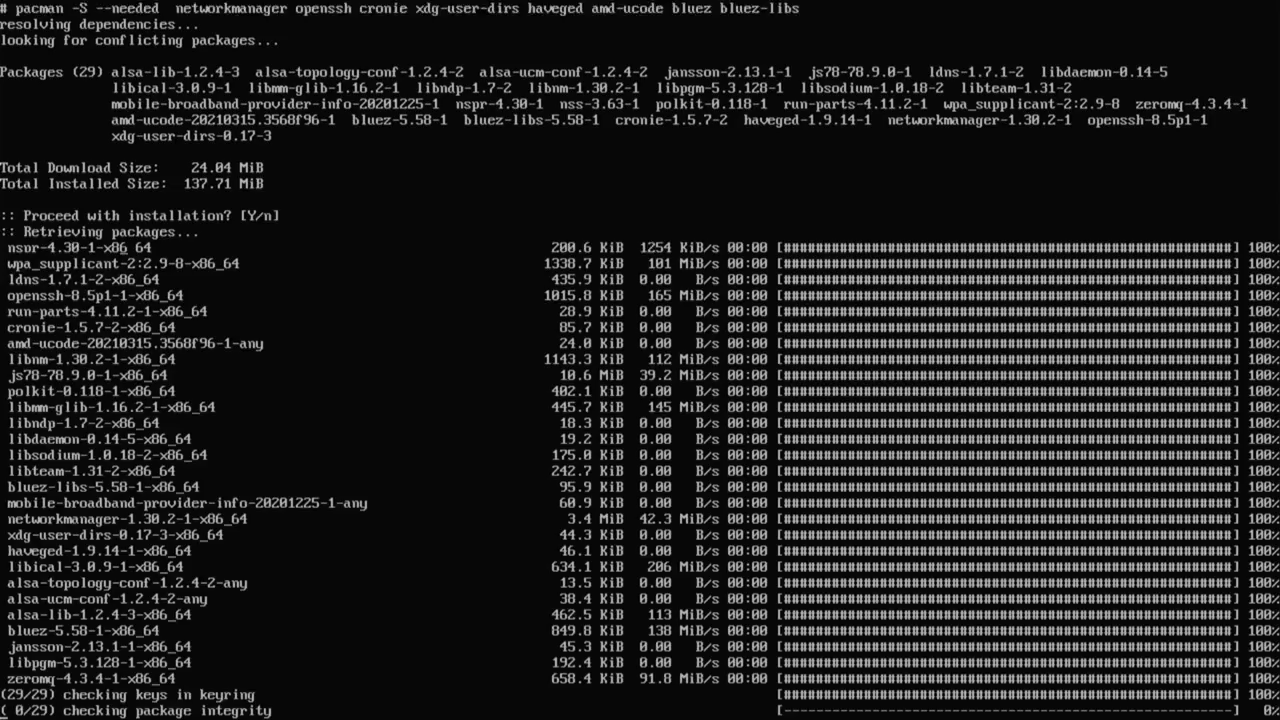 # pacman -S --needed  networkmanager openssh cronie xdg-user-dirs haveged amd-ucode bluez bluez-libs
resolving dependencies...
looking for conflicting packages...
Packages (29) alsa-lib-1.2.4-3  alsa-topology-conf-1.2.4-2  alsa-ucm-conf-1.2.4-2  jansson-2.13.1-1  js78-78.9.0-1  ldns-1.7.1-2  libdaemon-0.14-5
libical-3.0.9-1  libmm-glib-1.16.2-1  libndp-1.7-2  libnm-1.30.2-1  libpgm-5.3.128-1  libsodium-1.0.18-2  libteam-1.31-2
mobile-broadband-provider-info-20201225-1  nspr-4.30-1  nss-3.63-1  polkit-0.118-1  run-parts-4.11.2-1  wpa_supplicant-2:2.9-8  zeromq-4.3.4-1
amd-ucode-20210315.3568f96-1  bluez-5.58-1  bluez-libs-5.58-1  cronie-1.5.7-2  haveged-1.9.14-1  networkmanager-1.30.2-1  openssh-8.5p1-1
xdg-user-dirs-0.17-3
Total Download Size:    24.04 MiB
Total Installed Size:  137.71 MiB
:: Proceed with installation? [Y/n]
:: Retrieving packages...
nspr-4.30-1-x86_64 200.6 KiB 1254 KiB/s 00:00 [########################################################] 100%
wpa_supplicant-2:2.9-8-x86_64 1338.7 KiB 101 MiB/s 00:00 [########################################################] 100%
ldns-1.7.1-2-x86_64 435.9 KiB 0.00 B/s 00:00 [########################################################] 100%
openssh-8.5p1-1-x86_64 1015.8 KiB 165 MiB/s 00:00 [########################################################] 100%
run-parts-4.11.2-1-x86_64 28.9 KiB 0.00 B/s 00:00 [########################################################] 100%
cronie-1.5.7-2-x86_64 85.7 KiB 0.00 B/s 00:00 [########################################################] 100%
amd-ucode-20210315.3568f96-1-any 24.0 KiB 0.00 B/s 00:00 [########################################################] 100%
libnm-1.30.2-1-x86_64 1143.3 KiB 112 MiB/s 00:00 [########################################################] 100%
js78-78.9.0-1-x86_64 10.6 MiB 39.2 MiB/s 00:00 [########################################################] 100%
polkit-0.118-1-x86_64 402.1 KiB 0.00 B/s 00:00 [########################################################] 100%
libmm-glib-1.16.2-1-x86_64 445.7 KiB 145 MiB/s 00:00 [########################################################] 100%
libndp-1.7-2-x86_64 18.3 KiB 0.00 B/s 00:00 [########################################################] 100%
libdaemon-0.14-5-x86_64 19.2 KiB 0.00 B/s 00:00 [########################################################] 100%
libsodium-1.0.18-2-x86_64 175.0 KiB 0.00 B/s 00:00 [########################################################] 100%
libteam-1.31-2-x86_64 242.7 KiB 0.00 B/s 00:00 [########################################################] 100%
bluez-libs-5.58-1-x86_64 95.9 KiB 0.00 B/s 00:00 [########################################################] 100%
mobile-broadband-provider-info-20201225-1-any 60.9 KiB 0.00 B/s 00:00 [########################################################] 100%
networkmanager-1.30.2-1-x86_64 3.4 MiB 42.3 MiB/s 00:00 [########################################################] 100%
xdg-user-dirs-0.17-3-x86_64 44.3 KiB 0.00 B/s 00:00 [########################################################] 100%
haveged-1.9.14-1-x86_64 46.1 KiB 0.00 B/s 00:00 [########################################################] 100%
libical-3.0.9-1-x86_64 634.1 KiB 206 MiB/s 00:00 [########################################################] 100%
alsa-topology-conf-1.2.4-2-any 13.5 KiB 0.00 B/s 00:00 [########################################################] 100%
alsa-ucm-conf-1.2.4-2-any 38.4 KiB 0.00 B/s 00:00 [########################################################] 100%
alsa-lib-1.2.4-3-x86_64 462.5 KiB 113 MiB/s 00:00 [########################################################] 100%
bluez-5.58-1-x86_64 849.8 KiB 138 MiB/s 00:00 [########################################################] 100%
jansson-2.13.1-1-x86_64 45.3 KiB 0.00 B/s 00:00 [########################################################] 100%
libpgm-5.3.128-1-x86_64 192.4 KiB 0.00 B/s 00:00 [########################################################] 100%
zeromq-4.3.4-1-x86_64 658.4 KiB 91.8 MiB/s 00:00 [########################################################] 100%
(29/29) checking keys in keyring [########################################################] 100%
( 0/29) checking package integrity [--------------------------------------------------------] 0%